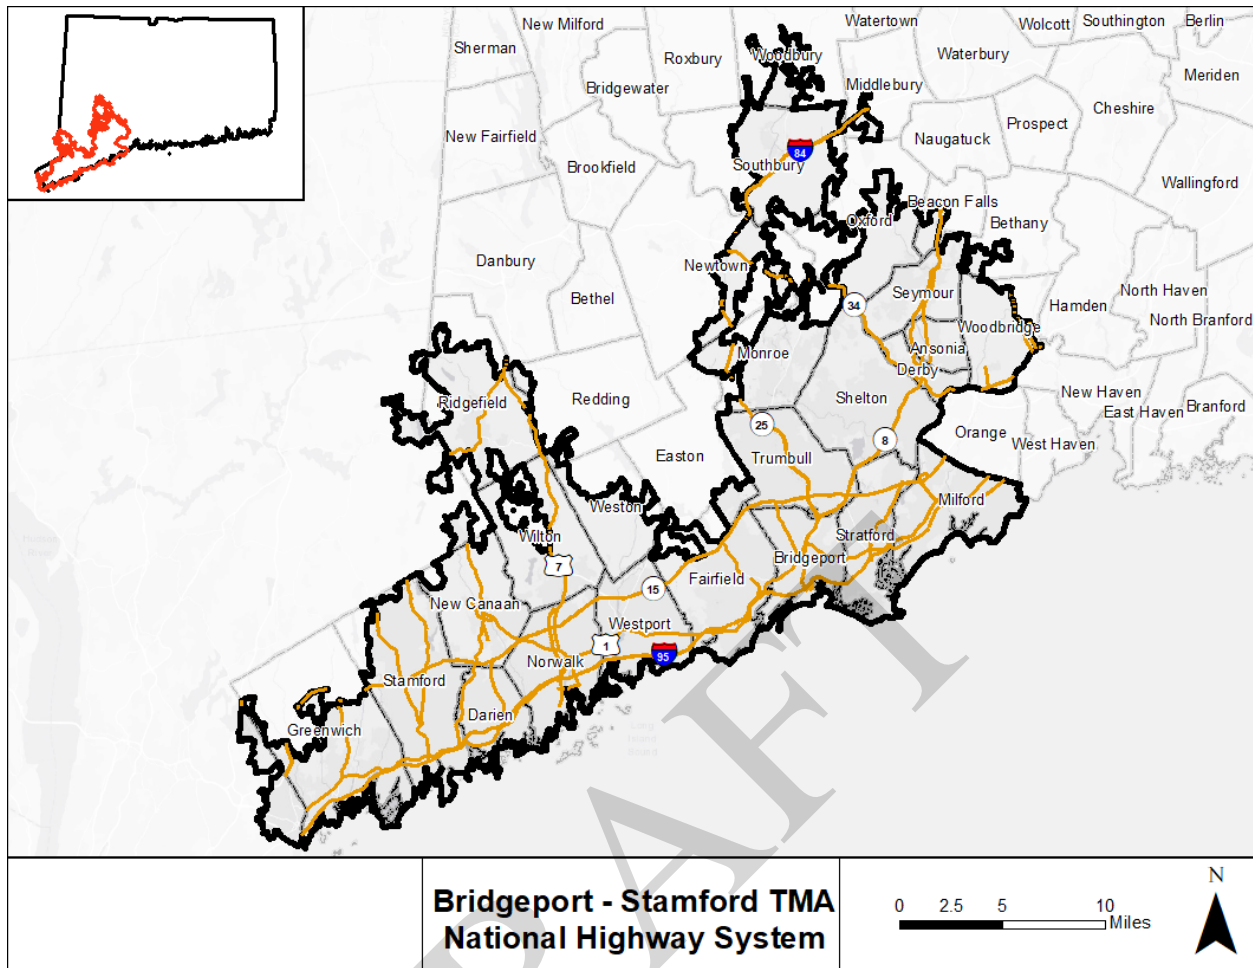 New Milford
Watertown
Wolcott
Southington
Berlin
Sherman
Roxbury
Woodbury
Waterbury
Meriden
Bridgewater
Middlebury
Cheshire
New Fairfield
Prospect
Naugatuck
84
Brookfield
Southbury
Wallingford
Beacon Falls
Oxford
Bethany
Danbury
Newtown
Bethel
Seymour
North Haven
34
Hamden
Woodbridge
North Branford
Monroe
Ansonia
Derby
Ridgefield
Redding
Shelton
New Haven
Branford
East Haven
25
Orange
8
West Haven
Easton
Trumbull
Milford
Weston
Wilton
Stratford
Bridgeport
7
Fairfield
15
New Canaan
Westport
1
95
Norwalk
Stamford
Darien
Greenwich
DRAFT
Bridgeport - Stamford TMA
National Highway System
0 2.5 5 10
Miles
N